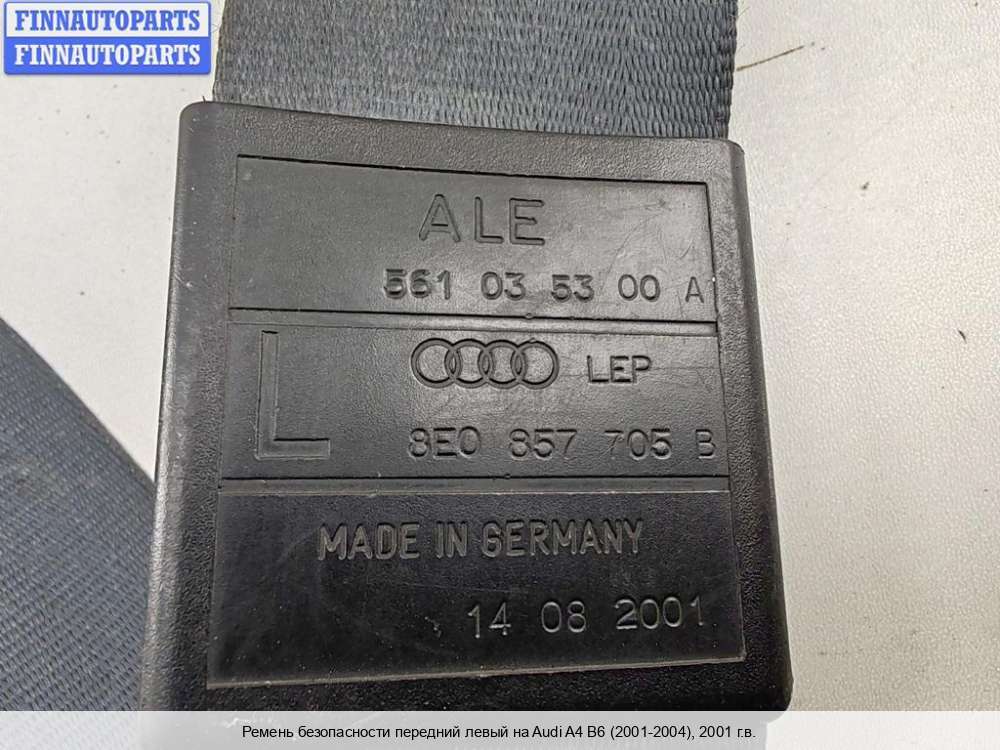 FINNAUTOPARTS
FINNAUTOPARTS
ALE
561 03 53 00 A
L LEP
8E0 857 705 B
MADE IN GERMANY
14 08 2001
Ремень безопасности передний левый на Audi A4 B6 (2001-2004), 2001 г.в.